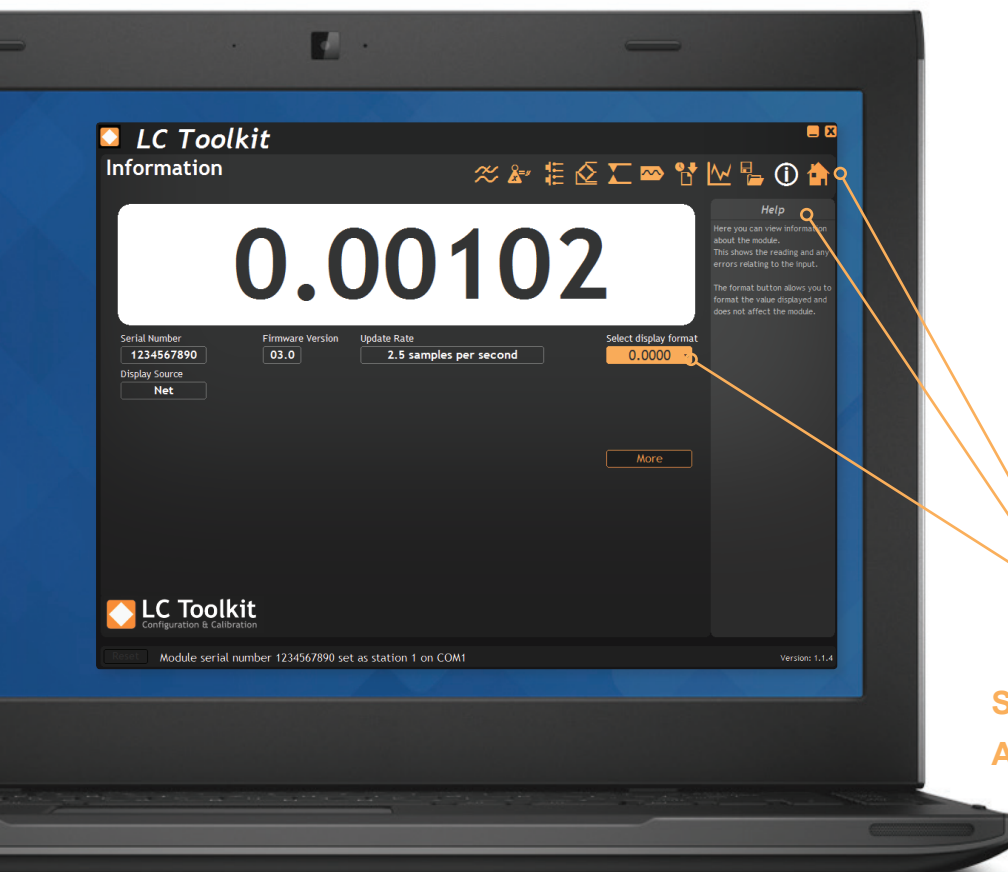 LC Toolkit
Information
0.00102
Help
Here you can view information
about the module.
This shows the reading and any
errors relating to the input.
The format button allows you to
format the value displayed and
does not affect the module.
Serial Number
1234567890
Firmware Version
03.0
Update Rate
2.5 samples per second
Select display format
0.0000
Display Source
Net
More
LC Toolkit
Configuration & Calibration
Reset
Module serial number 1234567890 set as station 1 on COM1
Version: 1.1.4
S
A